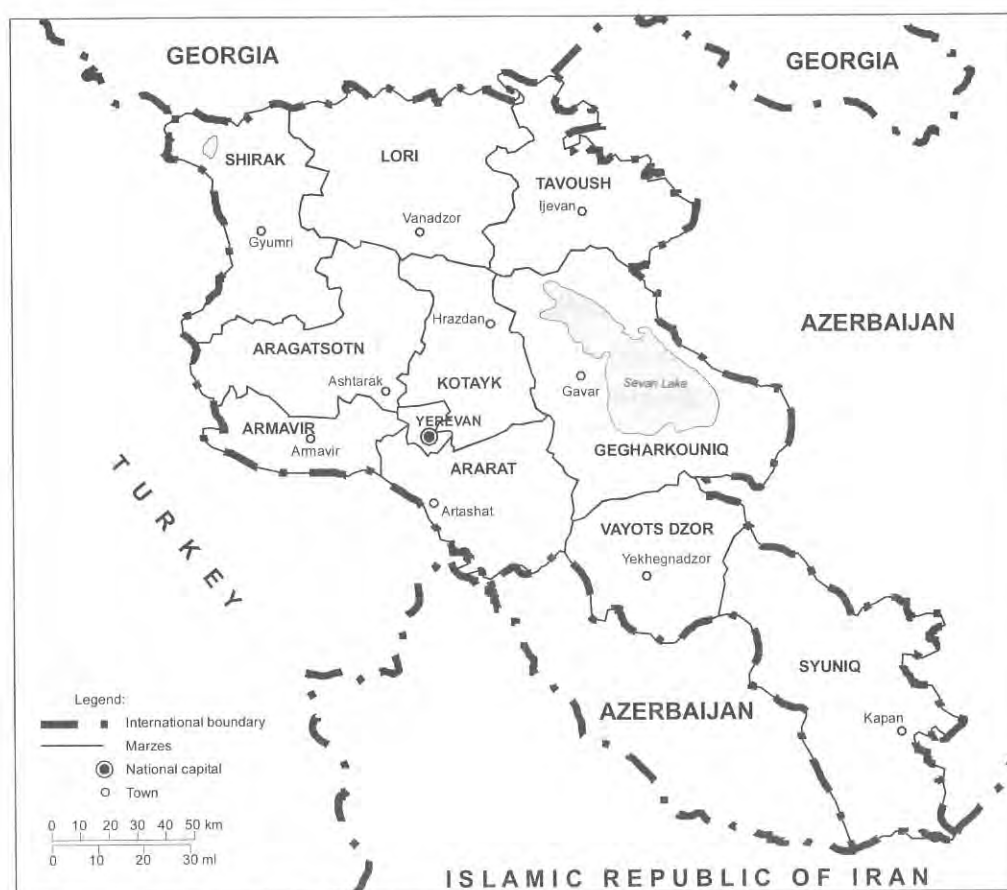 GEORGIA
GEORGIA
SHIRAK
LORI
TAVOUSH
Ijevan
Vanadzor
Gyumri
AZERBAIJAN
Hrazdan
ARAGATSOTN
Ashtarak
KOTAYK
Gavar
Sevan Lake
YEREVAN
ARMAVIR
Armavir
GEGHARKOUNIQ
ARARAT
Artashat
TURKEY
VAYOTS DZOR
Yekhegnadzor
SYUNIQ
Kapan
AZERBAIJAN
Legend:
International boundary
Marzes
National capital
Town
0 10 20 30 40 50 km
0 10 20 30 ml
ISLAMIC REPUBLIC OF IRAN